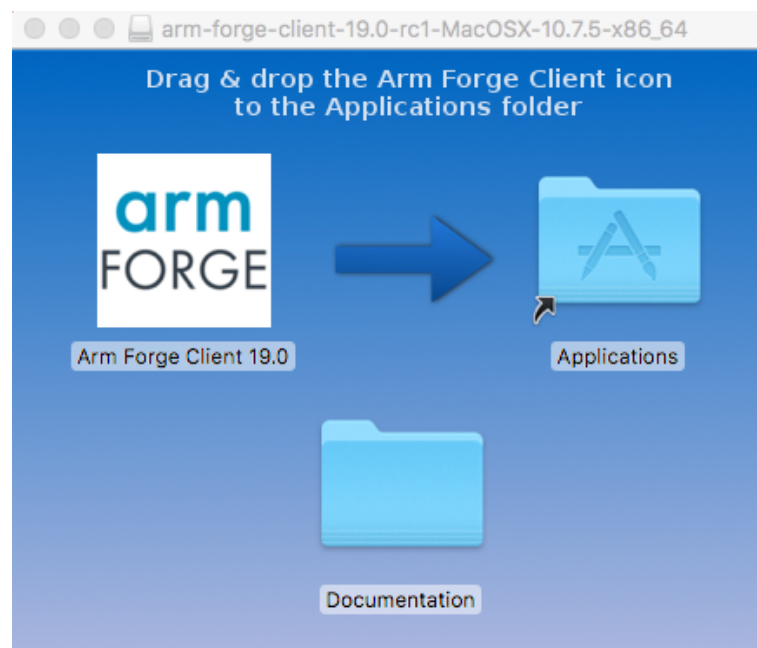 arm-forge-client-19.0-rc1-MacOSX-10.7.5-x86_64
Drag & drop the Arm Forge Client icon
to the Applications folder
arm
FORGE
Arm Forge Client 19.0
Applications
Documentation